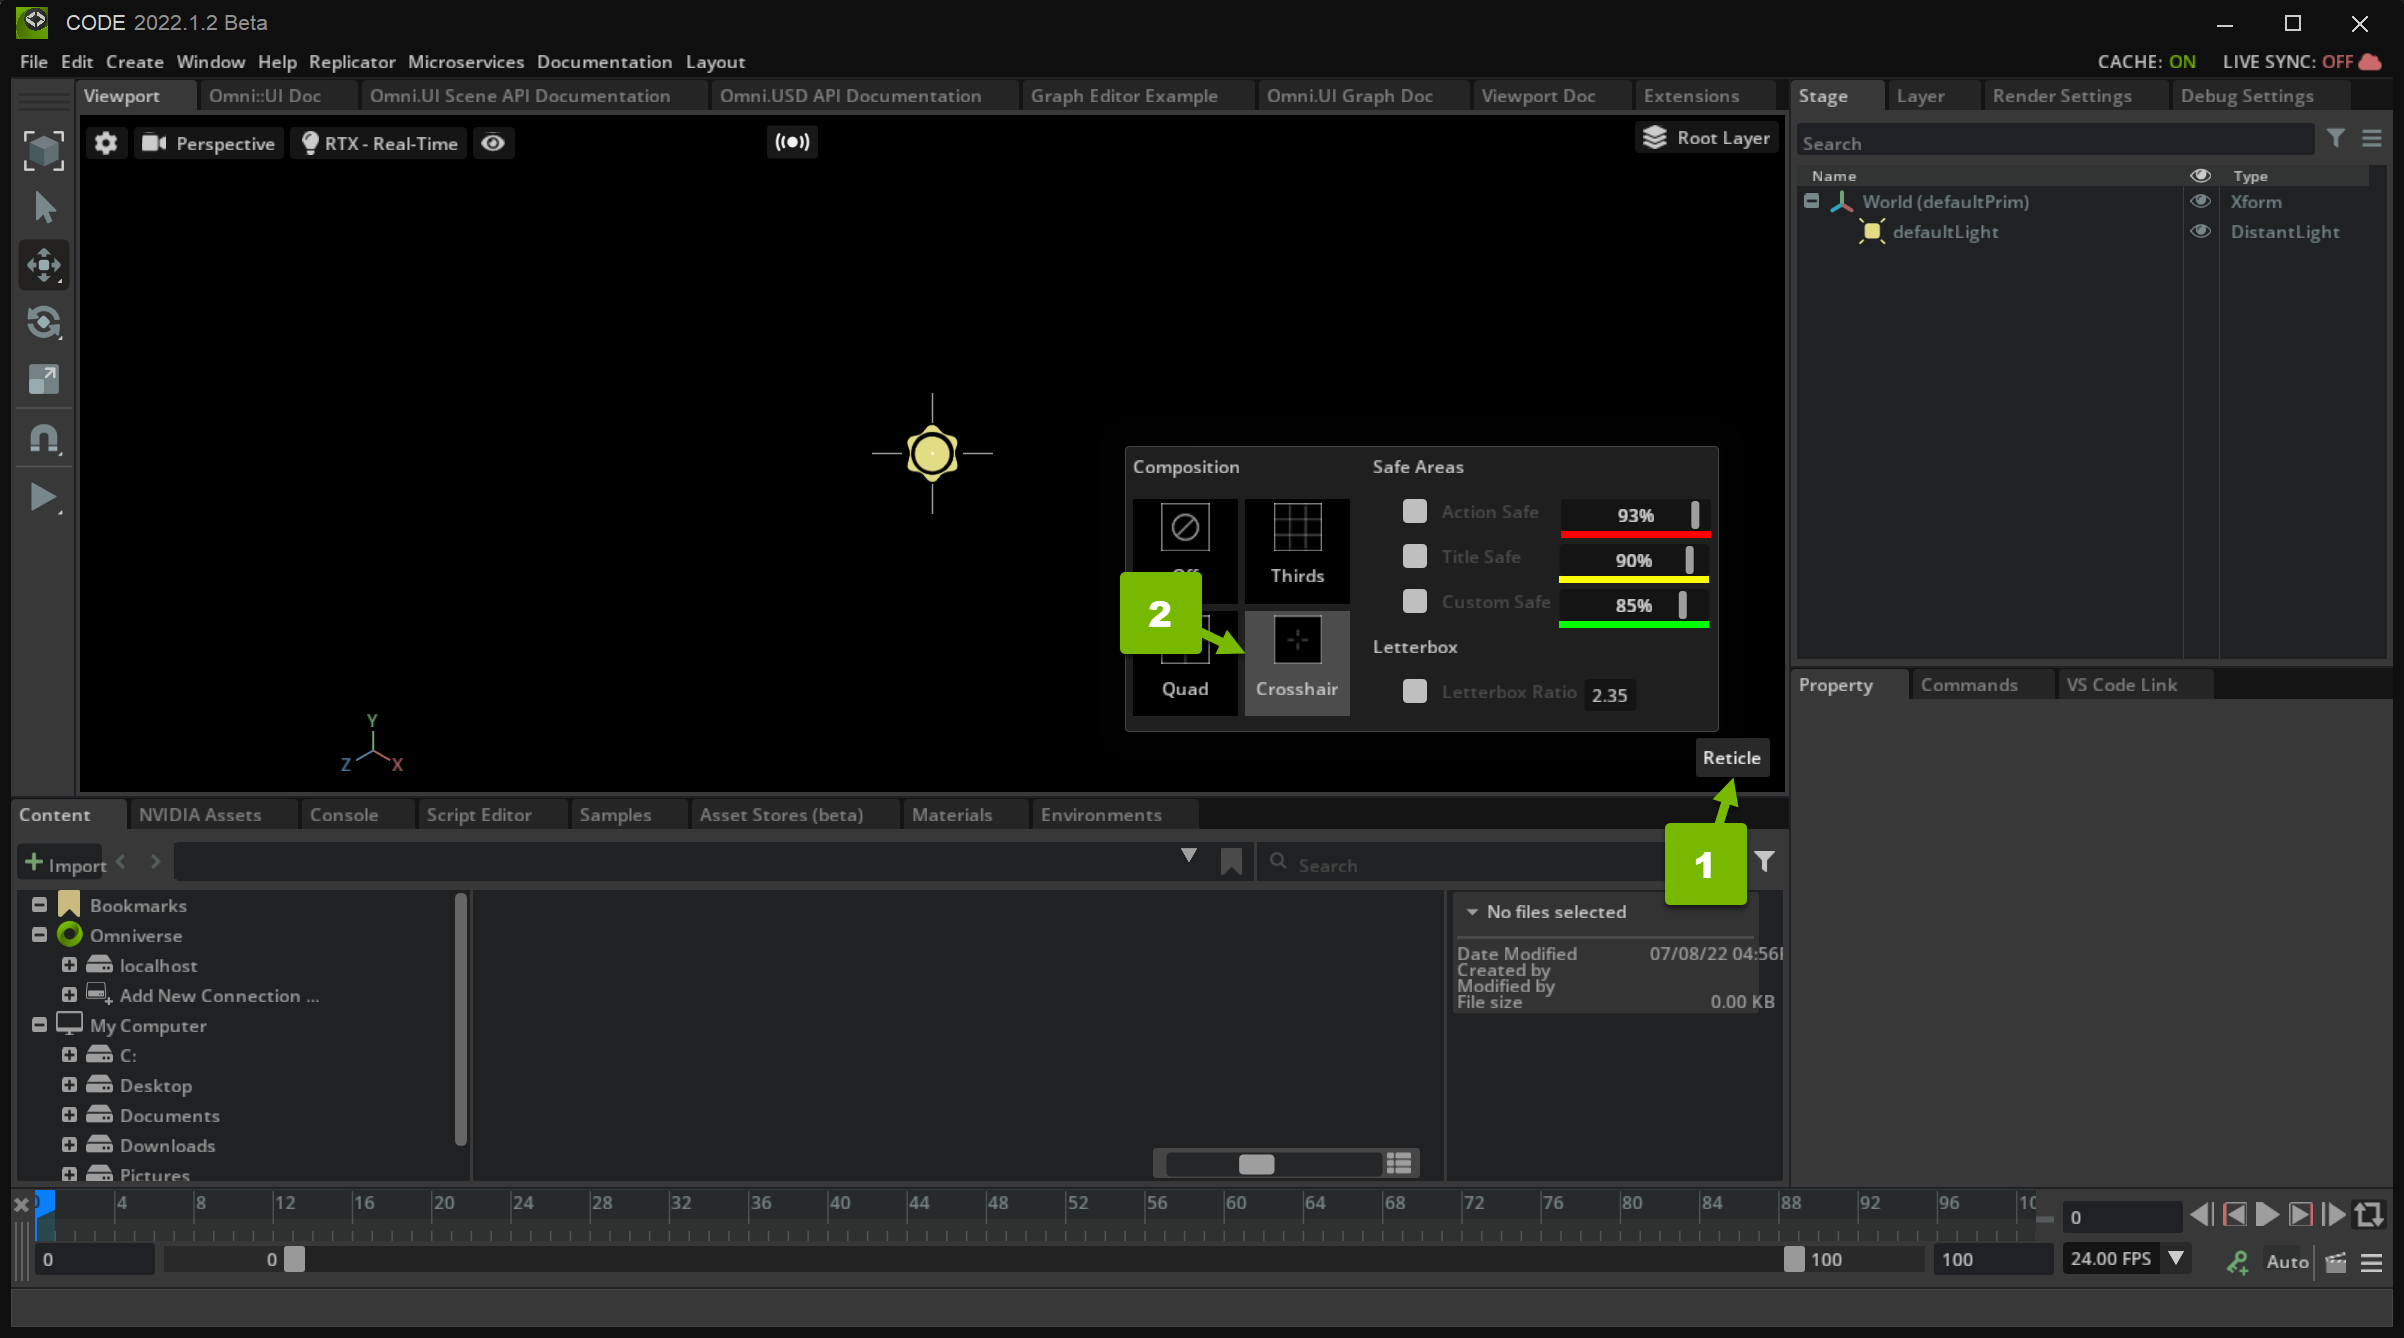 CODE 2022.1.2 Beta
File Edit Create Window Help Replicator Microservices Documentation Layout
CACHE: ON LIVE SYNC: OFF
Viewport Omni::UI Doc Omni.UI Scene API Documentation Omni.USD API Documentation Graph Editor Example Omni.UI Graph Doc Viewport Doc Extensions
Stage Layer Render Settings Debug Settings
Perspective RTX - Real-Time
Root Layer
Search
Name Type
World (defaultPrim) Xform
defaultLight DistantLight
Composition
Off
Thirds
Quad
Crosshair
2
Safe Areas
Action Safe 93%
Title Safe 90%
Custom Safe 85%
Letterbox
Letterbox Ratio 2.35
Y
Z X
Reticle
1
Property Commands VS Code Link
Content NVIDIA Assets Console Script Editor Samples Asset Stores (beta) Materials Environments
Import
Search
Bookmarks
Omniverse
localhost
Add New Connection ...
My Computer
C:
Desktop
Documents
Downloads
Pictures
No files selected
Date Modified 07/08/22 04:56
Created by
Modified by
File size 0.00 KB
4 8 12 16 20 24 28 32 36 40 44 48 52 56 60 64 68 72 76 80 84 88 92 96 10
0
0 0 100 100 24.00 FPS Auto